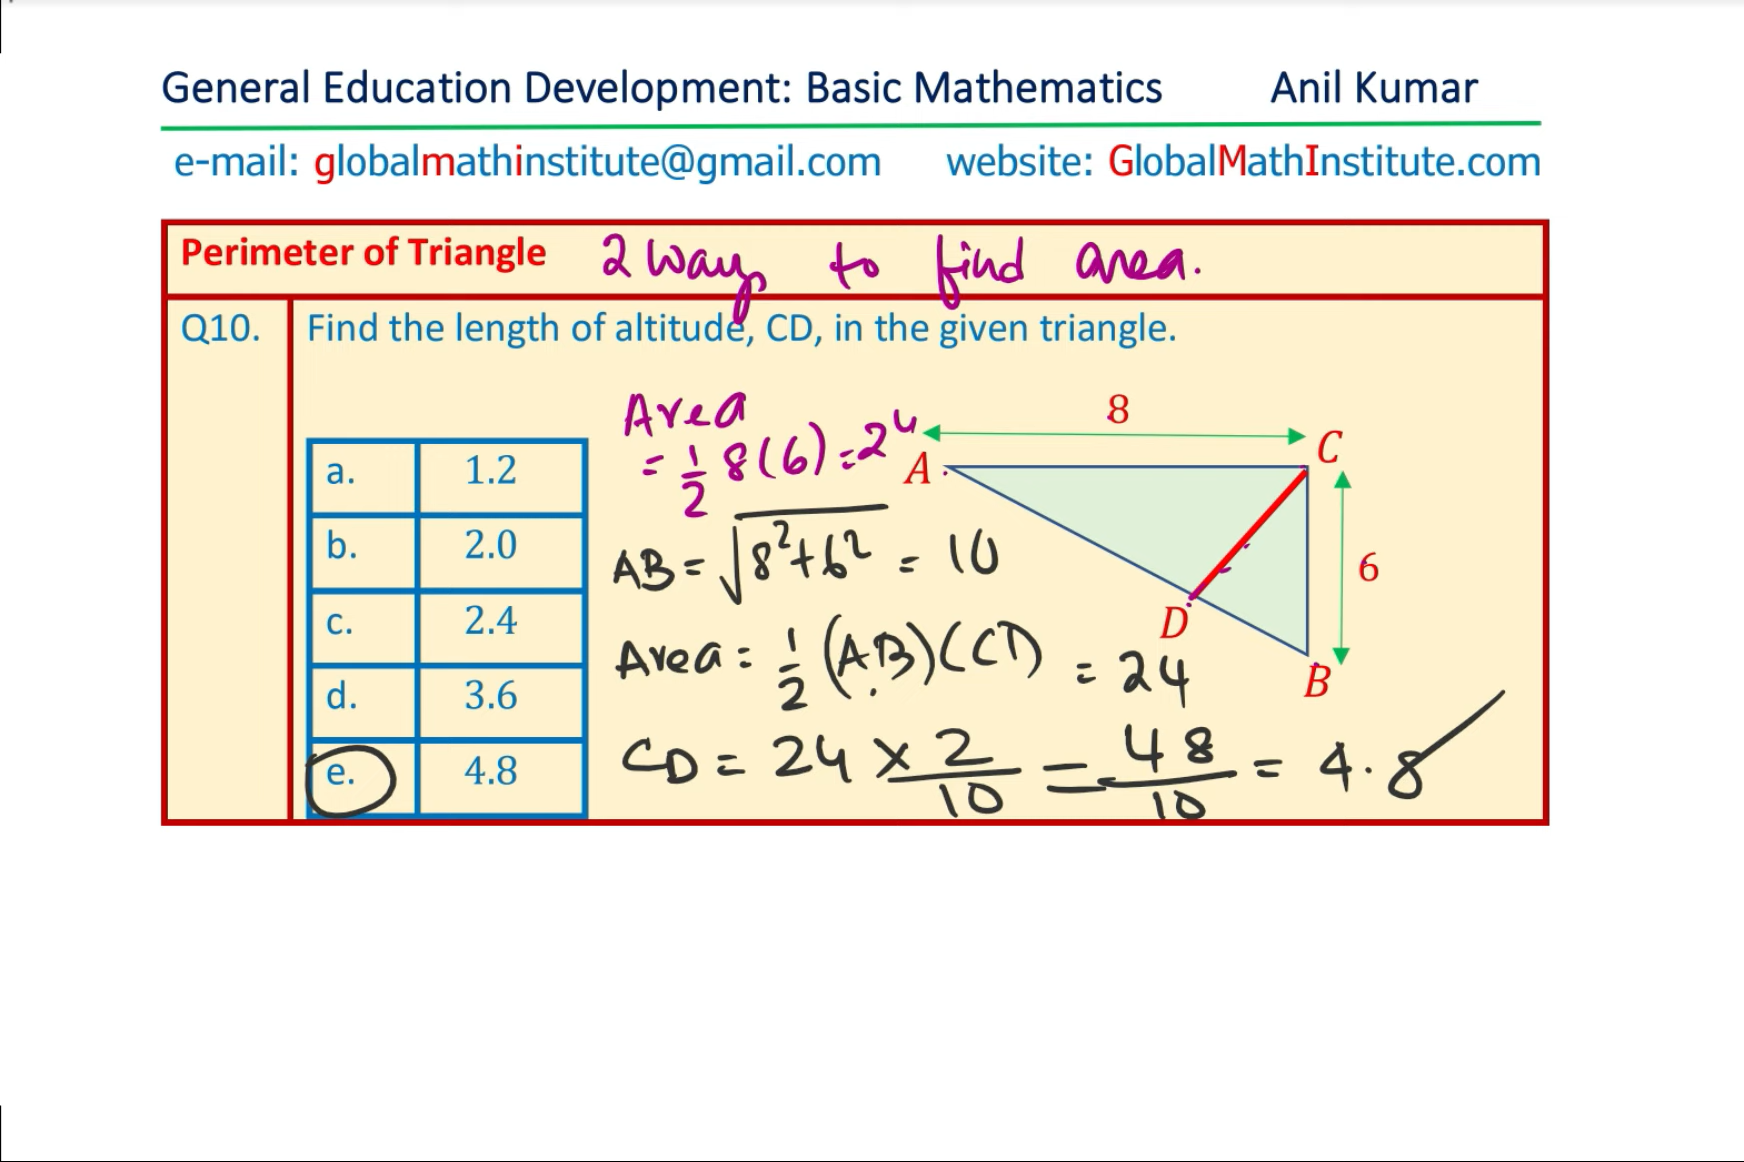 General Education Development: Basic Mathematics Anil Kumar
e-mail: globalmathinstitute@gmail.com website: GlobalMathInstitute.com
Perimeter of Triangle 2 ways to find area.
Q10. Find the length of altitude, CD, in the given triangle.
Area
= 1/2 8(6) = 24
8
A
C
a. 1.2
b. 2.0
AB = √8²+6² = 10
6
c. 2.4
D
Area = 1/2 (AB)(CD) = 24
B
d. 3.6
e. 4.8
CD = 24 × 2/10 = 48/10 = 4.8